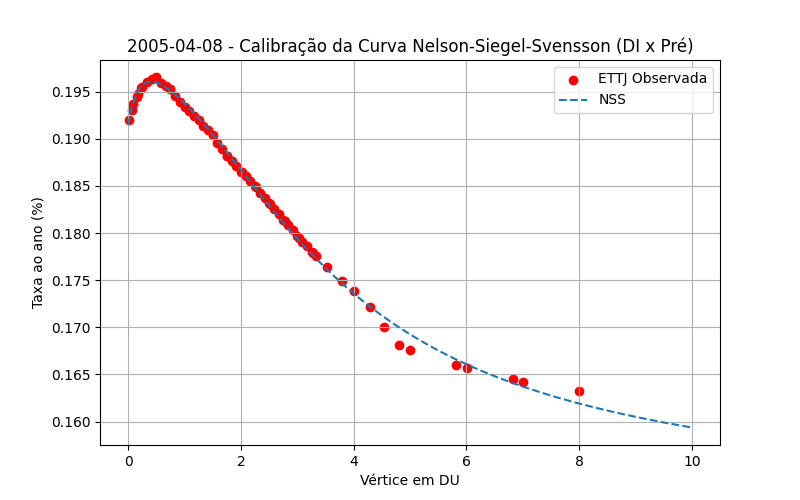 2005-04-08 - Calibração da Curva Nelson-Siegel-Svensson (DI x Pré)
ETTJ Observada
NSS
Taxa ao ano (%)
0.195
0.190
0.185
0.180
0.175
0.170
0.165
0.160
0 2 4 6 8 10
Vértice em DU